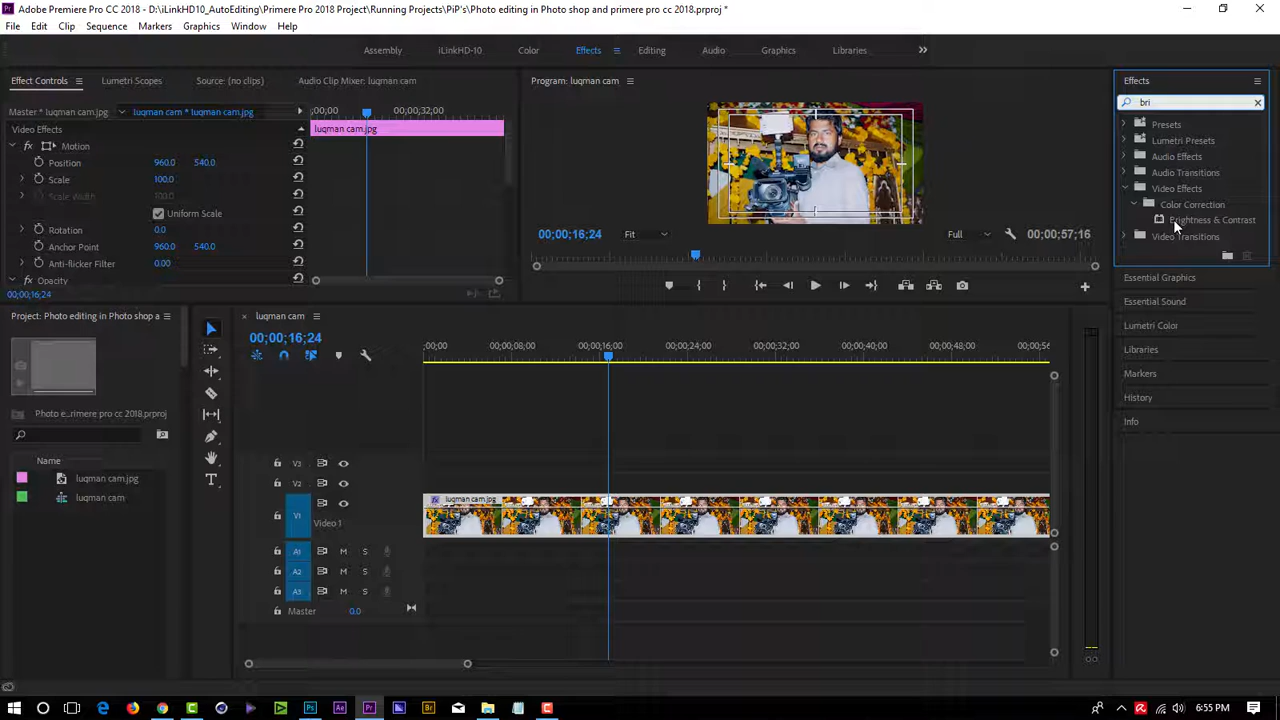 Adobe Premiere Pro CC 2018 - D:\iLinkHD10_AutoEditing\Primere Pro 2018\Running Projects\PiP's\Photo editing in Photo shop and primere pro cc 2018.prproj *
File Edit Clip Sequence Markers Graphics Window Help
Assembly iLinkHD-10 Color Effects Editing Audio Graphics Libraries
Effect Controls Lumetri Scopes Source: (no clips) Audio Clip Mixer: luqman cam
Program: luqman cam
Effects
Master * luqman cam.jpg luqman cam * luqman cam.jpg
;00;00 00;00;32;00
Video Effects
luqman cam.jpg
Motion
Position 960.0 540.0
Scale 100.0
Scale Width 100.0
Uniform Scale
Rotation 0.0
Anchor Point 960.0 540.0
Anti-flicker Filter 0.00
Opacity
00;00;16;24
00;00;16;24 Fit Full 00;00;57;16
bri
Presets
Lumetri Presets
Audio Effects
Audio Transitions
Video Effects
Color Correction
Brightness & Contrast
Video Transitions
Essential Graphics
Essential Sound
Lumetri Color
Libraries
Markers
History
Info
Project: Photo editing in Photo shop a
Photo e...rimere pro cc 2018.prproj
Name
luqman cam.jpg
luqman cam
luqman cam
00;00;16;24
;00;00 00;00;08;00 00;00;16;00 00;00;24;00 00;00;32;00 00;00;40;00 00;00;48;00 00;00;56
V3
V2
V1
Video 1
luqman cam.jpg
A1 M S
A2 M S
A3 M S
Master 0.0
Ps Ae Pr Br
6:55 PM